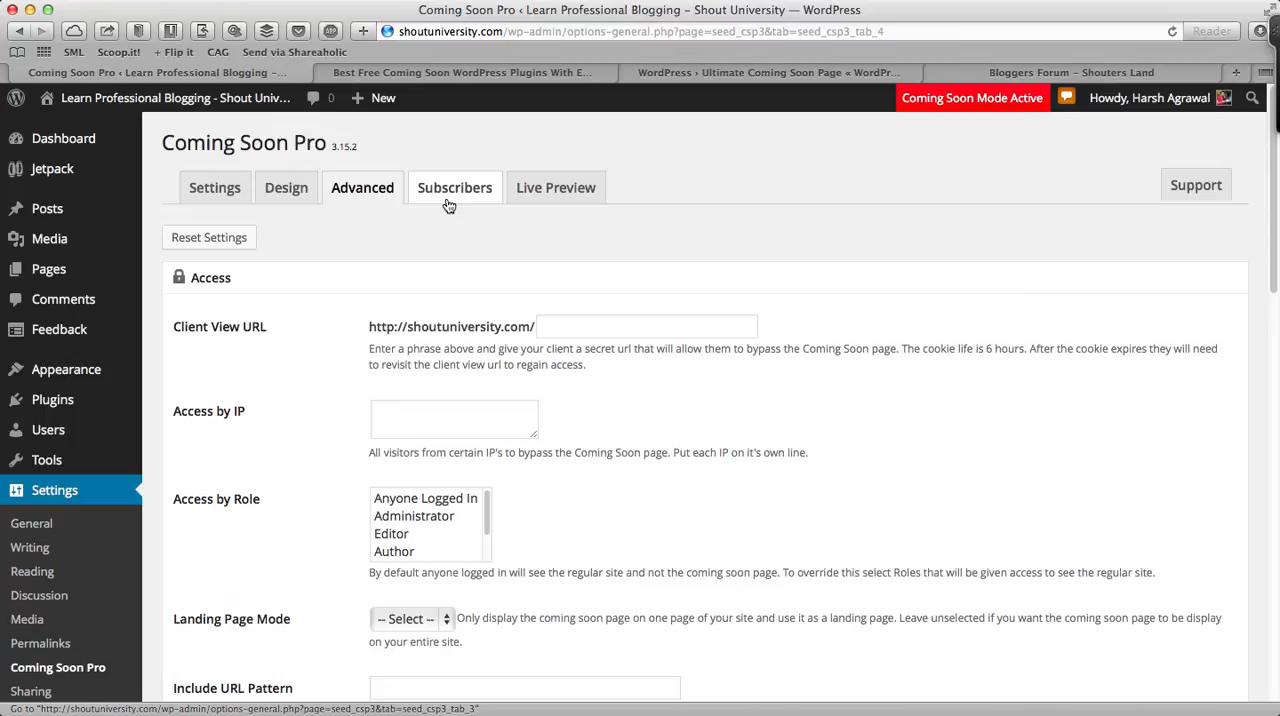 Coming Soon Pro ‹ Learn Professional Blogging – Shout University — WordPress
shoutuniversity.com/wp-admin/options-general.php?page=seed_csp3&tab=seed_csp3_tab_4
Reader
SML Scoop.it! + Flip it CAG Send via Shareaholic
Coming Soon Pro ‹ Learn Professional Blogging –...
Best Free Coming Soon WordPress Plugins With E...
WordPress › Ultimate Coming Soon Page « WordPr...
Bloggers Forum – Shouters Land
Learn Professional Blogging - Shout Univ... 0 + New
Coming Soon Mode Active
Howdy, Harsh Agrawal
Dashboard
Jetpack
Posts
Media
Pages
Comments
Feedback
Appearance
Plugins
Users
Tools
Settings
General
Writing
Reading
Discussion
Media
Permalinks
Coming Soon Pro
Sharing
Coming Soon Pro 3.15.2
Settings Design Advanced Subscribers Live Preview
Support
Reset Settings
Access
Client View URL
http://shoutuniversity.com/
Enter a phrase above and give your client a secret url that will allow them to bypass the Coming Soon page. The cookie life is 6 hours. After the cookie expires they will need
to revisit the client view url to regain access.
Access by IP
All visitors from certain IP's to bypass the Coming Soon page. Put each IP on it's own line.
Access by Role
Anyone Logged In
Administrator
Editor
Author
By default anyone logged in will see the regular site and not the coming soon page. To override this select Roles that will be given access to see the regular site.
Landing Page Mode
-- Select -- Only display the coming soon page on one page of your site and use it as a landing page. Leave unselected if you want the coming soon page to be display
on your entire site.
Include URL Pattern
Go to "http://shoutuniversity.com/wp-admin/options-general.php?page=seed_csp3&tab=seed_csp3_tab_3"